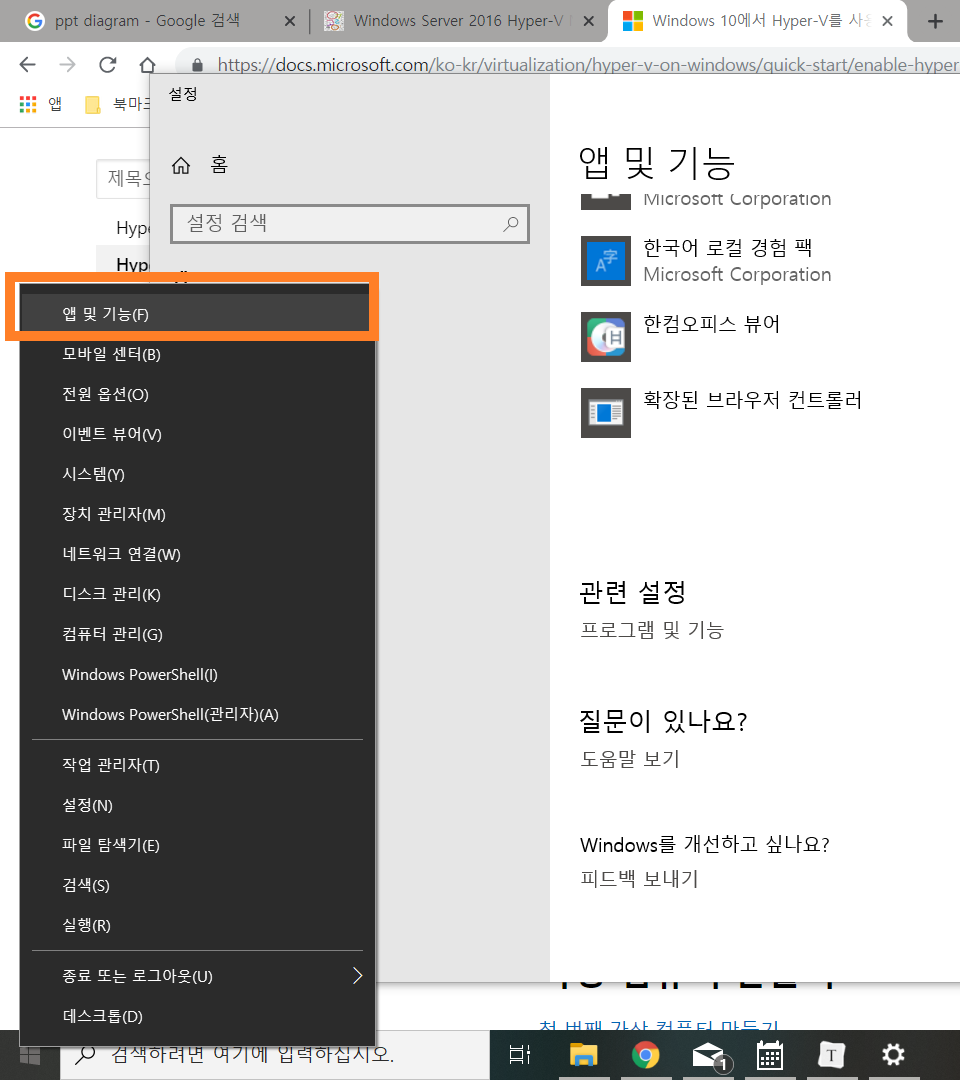 ppt diagram - Google 검색
Windows Server 2016 Hyper-V
Windows 10에서 Hyper-V를 사용
https://docs.microsoft.com/ko-kr/virtualization/hyper-v-on-windows/quick-start/enable-hyper
앱
북마크
설정
홈
설정 검색
앱 및 기능
Microsoft Corporation
한국어 로컬 경험 팩
Microsoft Corporation
한컴오피스 뷰어
확장된 브라우저 컨트롤러
관련 설정
프로그램 및 기능
질문이 있나요?
도움말 보기
Windows를 개선하고 싶나요?
피드백 보내기
제목으
Hype
Hyp
앱 및 기능(F)
모바일 센터(B)
전원 옵션(O)
이벤트 뷰어(V)
시스템(Y)
장치 관리자(M)
네트워크 연결(W)
디스크 관리(K)
컴퓨터 관리(G)
Windows PowerShell(I)
Windows PowerShell(관리자)(A)
작업 관리자(T)
설정(N)
파일 탐색기(E)
검색(S)
실행(R)
종료 또는 로그아웃(U)
데스크톱(D)
첫 번째 가상 컴퓨터 만들기
검색하려면 여기에 입력하십시오.
1
T